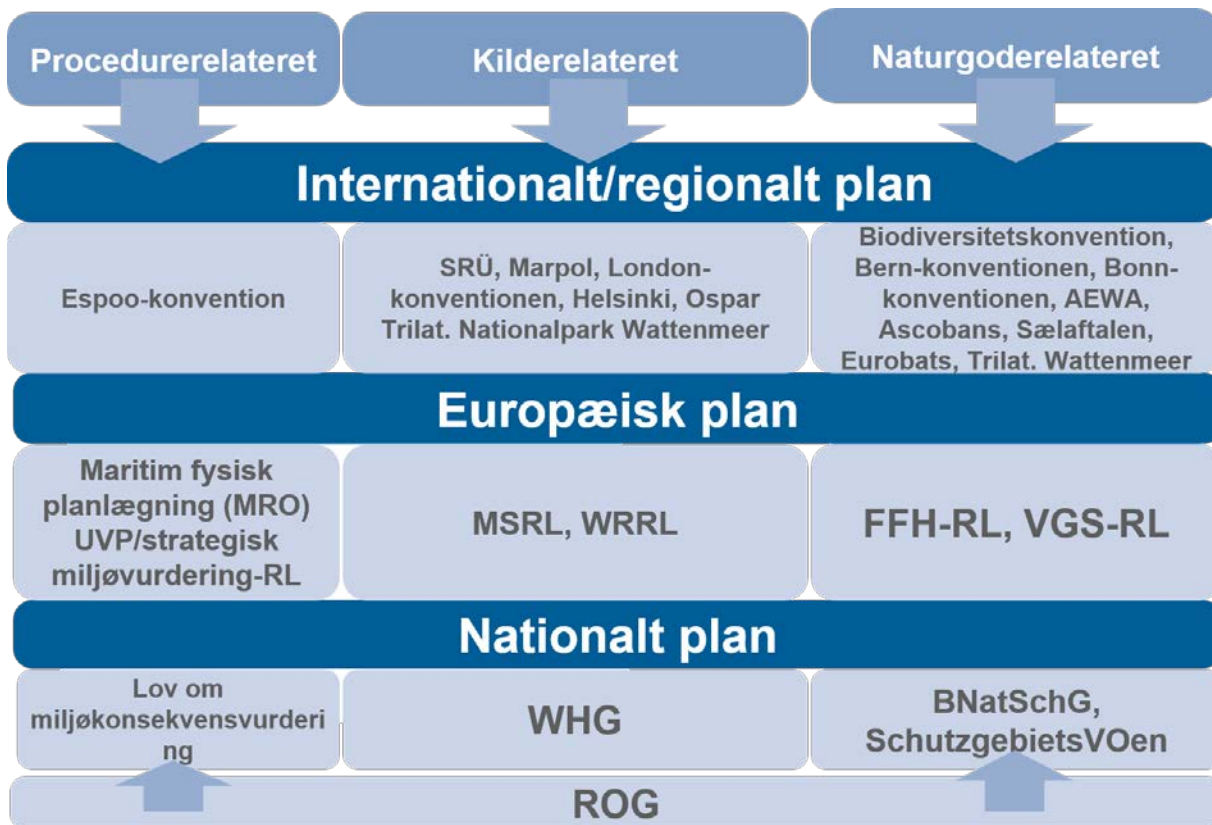 Procedurerelateret
Kilderelateret
Naturgoderelateret
Internationalt/regionalt plan
Espoo-konvention
SRÜ, Marpol, London-
konventionen, Helsinki, Ospar
Trilat. Nationalpark Wattenmeer
Biodiversitetskonvention,
Bern-konventionen, Bonn-
konventionen, AEWA,
Ascobans, Sælaftalen,
Eurobats, Trilat. Wattenmeer
Europæisk plan
Maritim fysisk
planlægning (MRO)
UVP/strategisk
miljøvurdering-RL
MSRL, WRRL
FFH-RL, VGS-RL
Nationalt plan
Lov om
miljøkonsekvensvurderi
ng
WHG
BNatSchG,
SchutzgebietsVOen
ROG